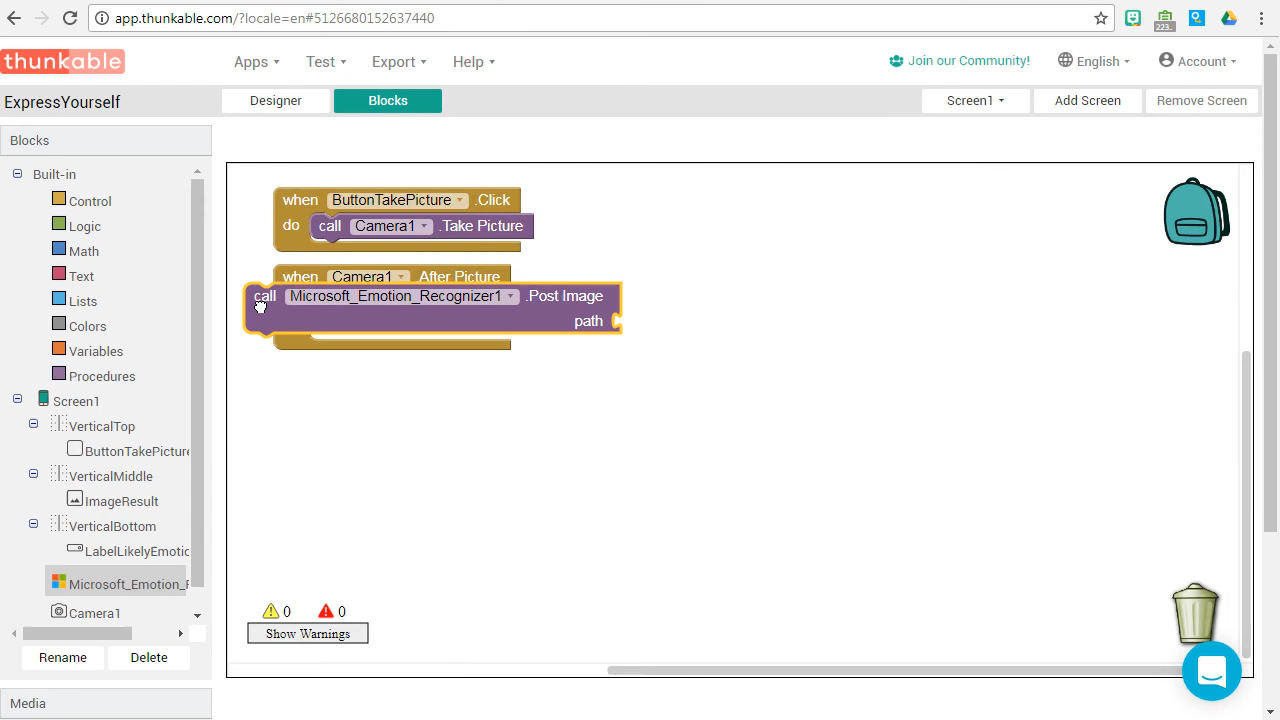 app.thunkable.com/?locale=en#5126680152637440
223..
thunkable
Apps
Test
Export
Help
Join our Community!
English
Account
ExpressYourself
Designer
Blocks
Screen1
Add Screen
Remove Screen
Blocks
Built-in
Control
Logic
Math
Text
Lists
Colors
Variables
Procedures
Screen1
VerticalTop
ButtonTakePicture
VerticalMiddle
ImageResult
VerticalBottom
LabelLikelyEmotic
Microsoft_Emotion_R
Camera1
Rename
Delete
Media
when ButtonTakePicture .Click
do call Camera1 .Take Picture
when Camera1 .After Picture
call Microsoft_Emotion_Recognizer1 .Post Image
path
0 0
Show Warnings